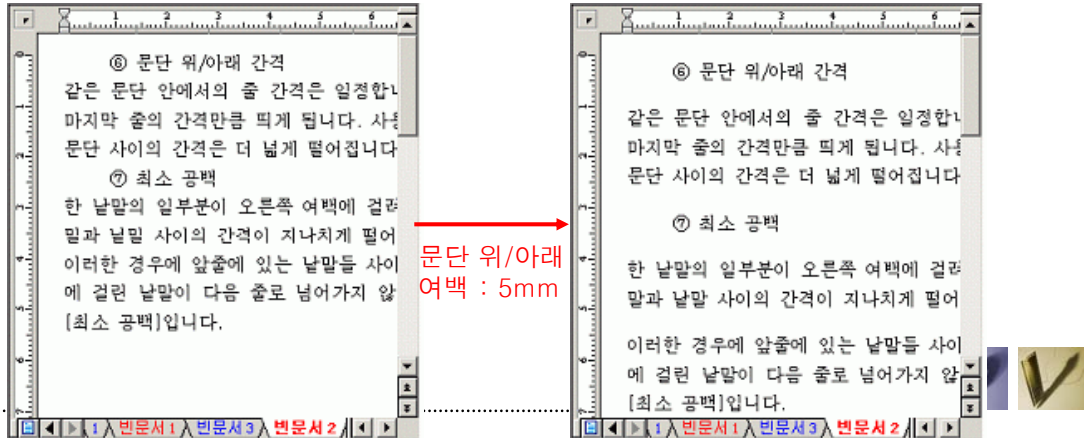 1 2 3 4 5 6
⑥ 문단 위/아래 간격
같은 문단 안에서의 줄 간격은 일정합니
마지막 줄의 간격만큼 띄게 됩니다. 사용
문단 사이의 간격은 더 넓게 떨어집니다
⑦ 최소 공백
한 낱말의 일부분이 오른쪽 여백에 걸려
말과 낱말 사이의 간격이 지나치게 떨어
이러한 경우에 앞줄에 있는 낱말들 사이
에 걸린 낱말이 다음 줄로 넘어가지 않
[최소 공백]입니다.
1 빈문서1 빈문서3 빈문서2
문단 위/아래
여백 : 5mm
1 2 3 4 5 6
⑥ 문단 위/아래 간격
같은 문단 안에서의 줄 간격은 일정합니
마지막 줄의 간격만큼 띄게 됩니다. 사용
문단 사이의 간격은 더 넓게 떨어집니다
⑦ 최소 공백
한 낱말의 일부분이 오른쪽 여백에 걸려
말과 낱말 사이의 간격이 지나치게 떨어
이러한 경우에 앞줄에 있는 낱말들 사이
에 걸린 낱말이 다음 줄로 넘어가지 않
[최소 공백]입니다.
1 빈문서1 빈문서3 빈문서2